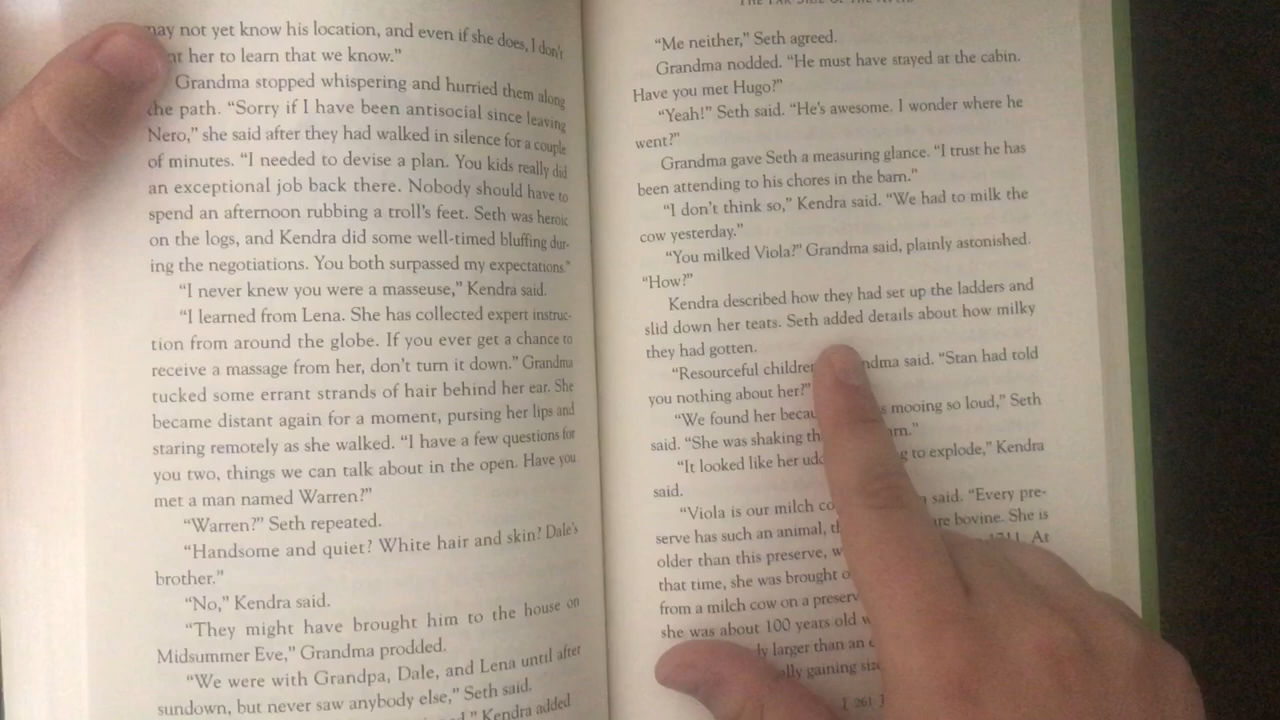 may not yet know his location, and even if she does, I don't
her to learn that we know."
Grandma stopped whispering and hurried them along
the path. "Sorry if I have been antisocial since leaving
Nero," she said after they had walked in silence for a couple
of minutes. "I needed to devise a plan. You kids really did
an exceptional job back there. Nobody should have to
spend an afternoon rubbing a troll's feet. Seth was heroic
on the logs, and Kendra did some well-timed bluffing dur-
ing the negotiations. You both surpassed my expectations."
"I never knew you were a masseuse," Kendra said.
"I learned from Lena. She has collected expert instruc-
tion from around the globe. If you ever get a chance to
receive a massage from her, don't turn it down." Grandma
tucked some errant strands of hair behind her ear. She
became distant again for a moment, pursing her lips and
staring remotely as she walked. "I have a few questions for
you two, things we can talk about in the open. Have you
met a man named Warren?"
"Warren?" Seth repeated.
"Handsome and quiet? White hair and skin? Dale's
brother."
"No," Kendra said.
"They might have brought him to the house on
Midsummer Eve," Grandma prodded.
"We were with Grandpa, Dale, and Lena until after
sundown, but never saw anybody else," Seth said.
Kendra added
"Me neither," Seth agreed.
Grandma nodded. "He must have stayed at the cabin.
Have you met Hugo?"
"Yeah!" Seth said. "He's awesome. I wonder where he
went?"
Grandma gave Seth a measuring glance. "I trust he has
been attending to his chores in the barn."
"I don't think so," Kendra said. "We had to milk the
cow yesterday."
"You milked Viola?" Grandma said, plainly astonished.
"How?"
Kendra described how they had set up the ladders and
slid down her teats. Seth added details about how milky
they had gotten.
"Resourceful children said. "Stan had told
you nothing about her?"
"We found her mooing so loud," Seth
said. "She was shaking
"It looked like her to explode," Kendra
said.
"Viola is our milch said. "Every pre-
serve has such an animal, bovine. She is
older than this preserve, At
that time, she was brought
from a milch cow on a
she was about 100 years old
larger than an
gaining
261